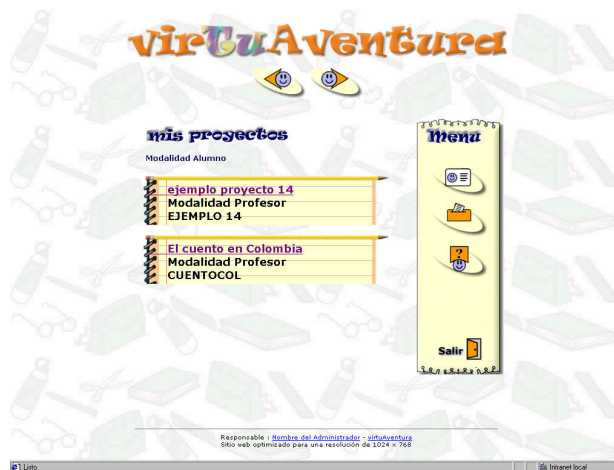 virTuAventura
mis proyectos
Modalidad Alumno
ejemplo proyecto 14
Modalidad Profesor
EJEMPLO 14
El cuento en Colombia
Modalidad Profesor
CUENTOCOL
Menu
?
Salir
Responsable : Nombre del Administrador - virtuAventura
Sitio web optimizado para una resolución de 1024 x 768
Listo
Intranet local